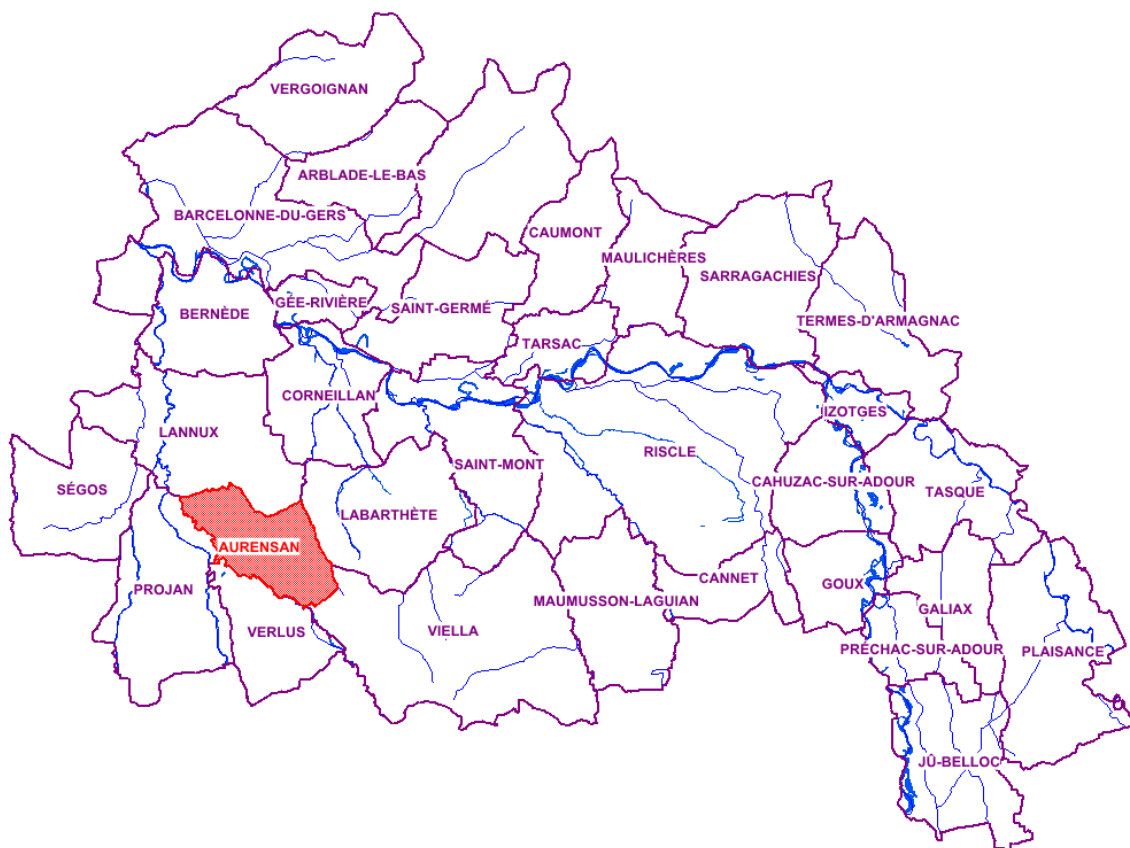 VERGOIGNAN
ARBLADE-LE-BAS
BARCELONNE-DU-GERS
CAUMONT
MAULICHÈRES
SARRAGACHIES
BERNÈDE
GÉE-RIVIÈRE
SAINT-GERMÉ
TERMES-D'ARMAGNAC
TARSAC
CORNEILLAN
IZOTGES
LANNUX
RISCLE
SAINT-MONT
CAHUZAC-SUR-ADOUR
SÉGOS
TASQUE
LABARTHÈTE
AURENSAN
CANNET
GOUX
PROJAN
MAUMUSSON-LAGUIAN
GALIAX
VERLUS
VIELLA
PRÉCHAC-SUR-ADOUR
PLAISANCE
JÛ-BELLOC